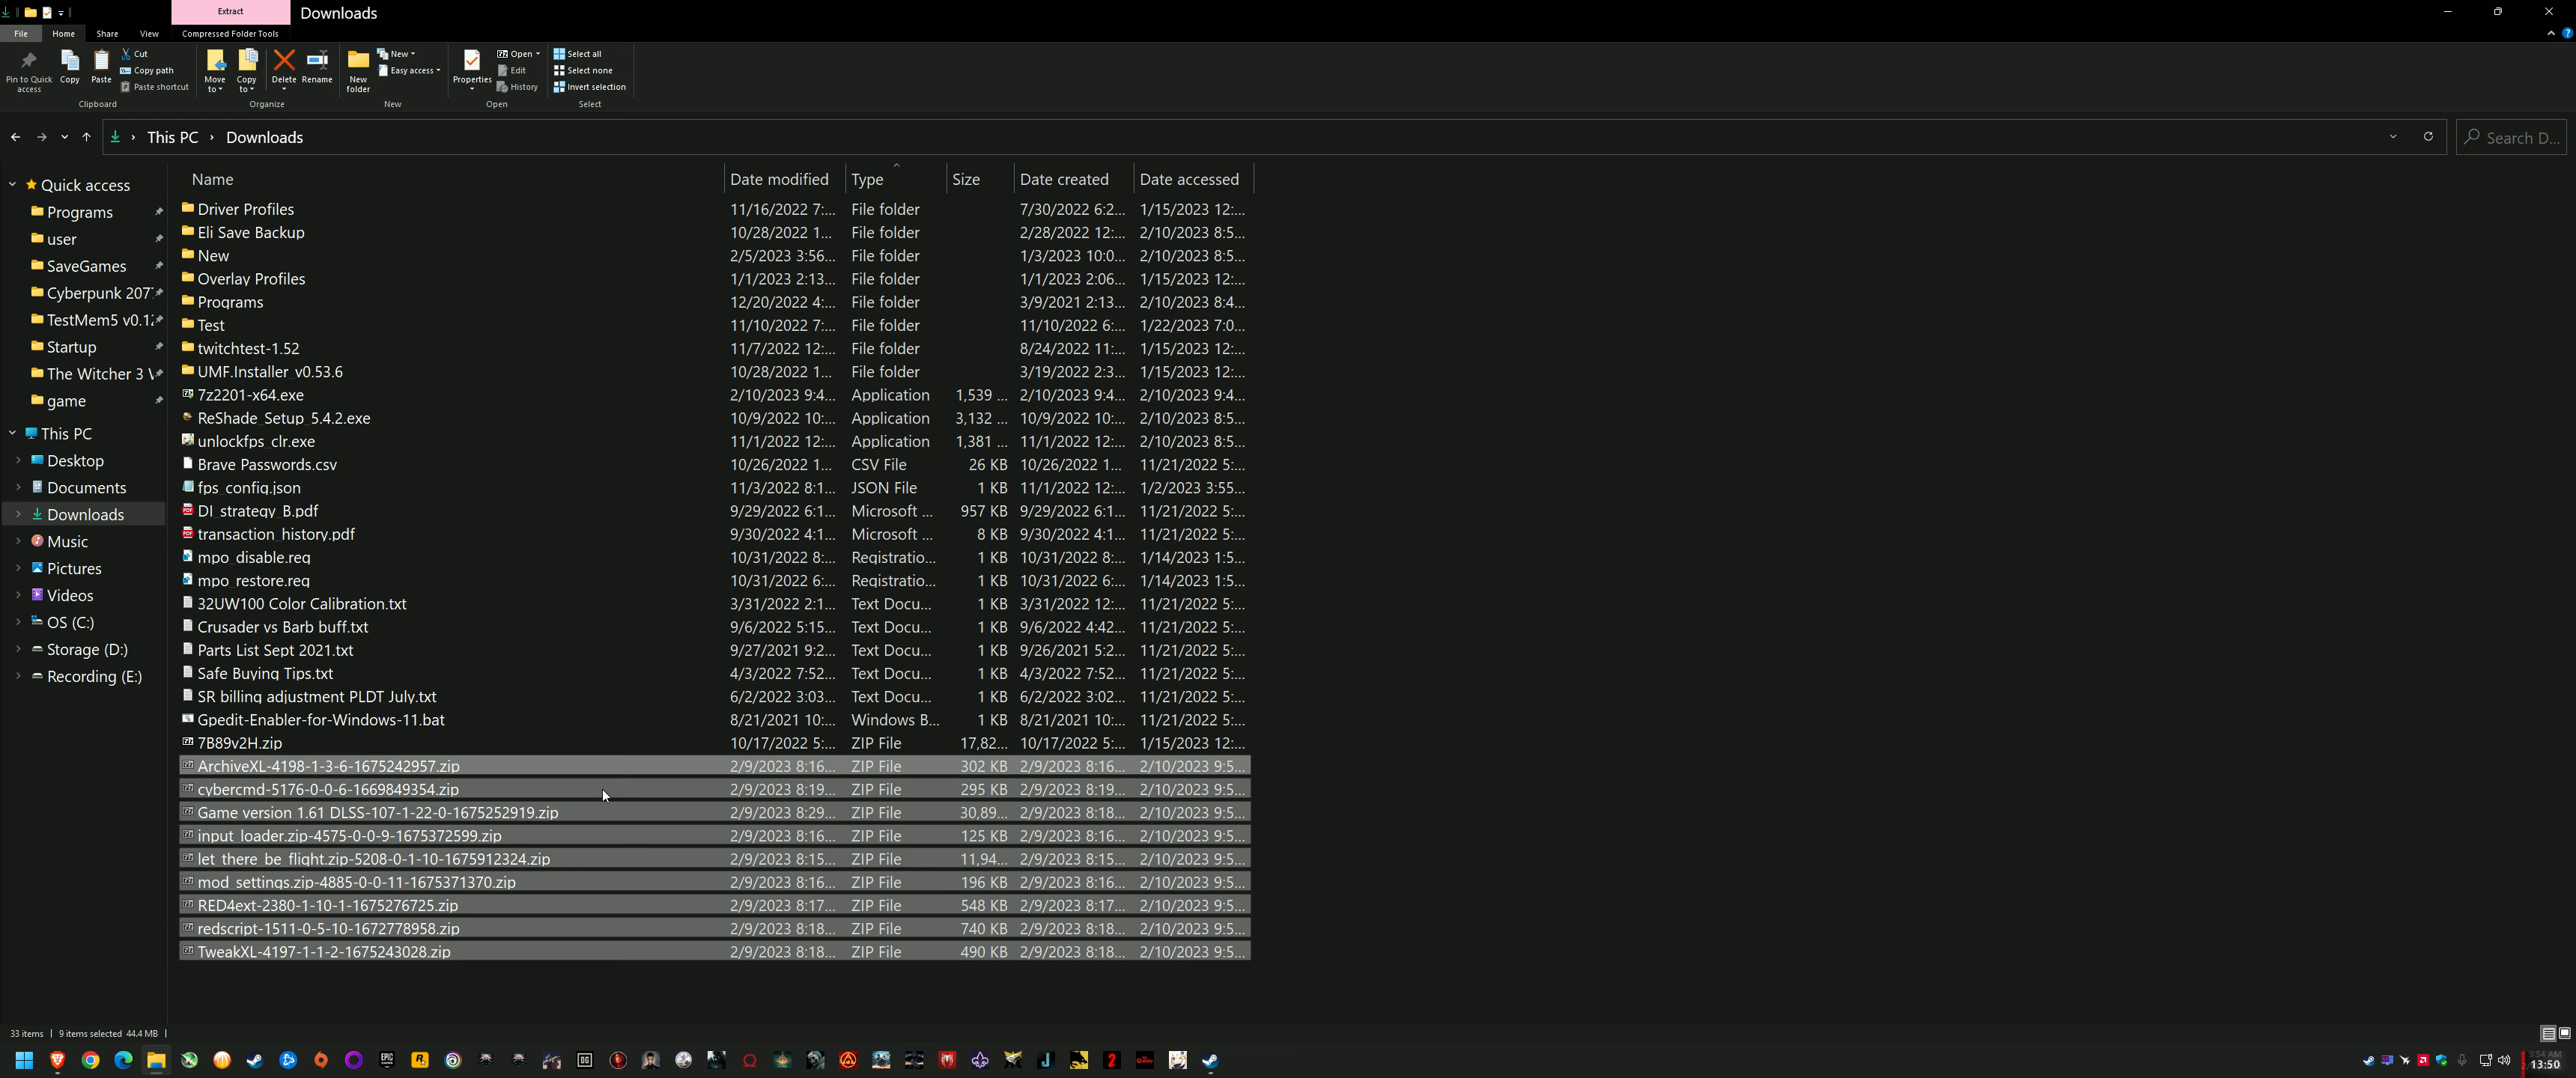 Extract Downloads
File Home Share View Compressed Folder Tools
Pin to Quick access Copy Paste Cut Copy path Paste shortcut Move to Copy to Delete Rename New folder New Easy access Properties Open Edit History Select all Select none Invert selection
Clipboard Organize New Open Select
This PC › Downloads Search D...
Name Date modified Type Size Date created Date accessed
Quick access
Programs
user
SaveGames
Cyberpunk 207
TestMem5 v0.1
Startup
The Witcher 3
game
This PC
Desktop
Documents
Downloads
Music
Pictures
Videos
OS (C:)
Storage (D:)
Recording (E:)
Driver Profiles 11/16/2022 7:... File folder 7/30/2022 6:2... 1/15/2023 12:...
Eli Save Backup 10/28/2022 1... File folder 2/28/2022 12:... 2/10/2023 8:5...
New 2/5/2023 3:56... File folder 1/3/2023 10:0... 2/10/2023 8:5...
Overlay Profiles 1/1/2023 2:13... File folder 1/1/2023 2:06... 1/15/2023 12:...
Programs 12/20/2022 4:... File folder 3/9/2021 2:13... 2/10/2023 8:4...
Test 11/10/2022 7:... File folder 11/10/2022 6:... 1/22/2023 7:0...
twitchtest-1.52 11/7/2022 12:... File folder 8/24/2022 11:... 1/15/2023 12:...
UMF.Installer_v0.53.6 10/28/2022 1... File folder 3/19/2022 2:3... 1/15/2023 12:...
7z2201-x64.exe 2/10/2023 9:4... Application 1,539 ... 2/10/2023 9:4... 2/10/2023 9:4...
ReShade_Setup_5.4.2.exe 10/9/2022 10:... Application 3,132 ... 10/9/2022 10:... 2/10/2023 8:5...
unlockfps_clr.exe 11/1/2022 12:... Application 1,381 ... 11/1/2022 12:... 2/10/2023 8:5...
Brave Passwords.csv 10/26/2022 1... CSV File 26 KB 10/26/2022 1... 11/21/2022 5:...
fps_config.json 11/3/2022 8:1... JSON File 1 KB 11/1/2022 12:... 1/2/2023 3:55...
DI_strategy_B.pdf 9/29/2022 6:1... Microsoft ... 957 KB 9/29/2022 6:1... 11/21/2022 5:...
transaction_history.pdf 9/30/2022 4:1... Microsoft ... 8 KB 9/30/2022 4:1... 11/21/2022 5:...
mpo_disable.reg 10/31/2022 8:... Registratio... 1 KB 10/31/2022 8:... 1/14/2023 1:5...
mpo_restore.reg 10/31/2022 6:... Registratio... 1 KB 10/31/2022 6:... 1/14/2023 1:5...
32UW100 Color Calibration.txt 3/31/2022 2:1... Text Docu... 1 KB 3/31/2022 12:... 11/21/2022 5:...
Crusader vs Barb buff.txt 9/6/2022 5:15... Text Docu... 1 KB 9/6/2022 4:42... 11/21/2022 5:...
Parts List Sept 2021.txt 9/27/2021 9:2... Text Docu... 1 KB 9/26/2021 5:2... 11/21/2022 5:...
Safe Buying Tips.txt 4/3/2022 7:52... Text Docu... 1 KB 4/3/2022 7:52... 11/21/2022 5:...
SR billing adjustment PLDT July.txt 6/2/2022 3:03... Text Docu... 1 KB 6/2/2022 3:02... 11/21/2022 5:...
Gpedit-Enabler-for-Windows-11.bat 8/21/2021 10:... Windows B... 1 KB 8/21/2021 10:... 11/21/2022 5:...
7B89v2H.zip 10/17/2022 5:... ZIP File 17,82... 10/17/2022 5:... 1/15/2023 12:...
ArchiveXL-4198-1-3-6-1675242957.zip 2/9/2023 8:16... ZIP File 302 KB 2/9/2023 8:16... 2/10/2023 9:5...
cybercmd-5176-0-0-6-1669849354.zip 2/9/2023 8:19... ZIP File 295 KB 2/9/2023 8:19... 2/10/2023 9:5...
Game version 1.61 DLSS-107-1-22-0-1675252919.zip 2/9/2023 8:29... ZIP File 30,89... 2/9/2023 8:18... 2/10/2023 9:5...
input_loader.zip-4575-0-0-9-1675372599.zip 2/9/2023 8:16... ZIP File 125 KB 2/9/2023 8:16... 2/10/2023 9:5...
let_there_be_flight.zip-5208-0-1-10-1675912324.zip 2/9/2023 8:15... ZIP File 11,94... 2/9/2023 8:15... 2/10/2023 9:5...
mod_settings.zip-4885-0-0-11-1675371370.zip 2/9/2023 8:16... ZIP File 196 KB 2/9/2023 8:16... 2/10/2023 9:5...
RED4ext-2380-1-10-1-1675276725.zip 2/9/2023 8:17... ZIP File 548 KB 2/9/2023 8:17... 2/10/2023 9:5...
redscript-1511-0-5-10-1672778958.zip 2/9/2023 8:18... ZIP File 740 KB 2/9/2023 8:18... 2/10/2023 9:5...
TweakXL-4197-1-1-2-1675243028.zip 2/9/2023 8:18... ZIP File 490 KB 2/9/2023 8:18... 2/10/2023 9:5...
33 items 9 items selected 44.4 MB
9:54 AM
13:50